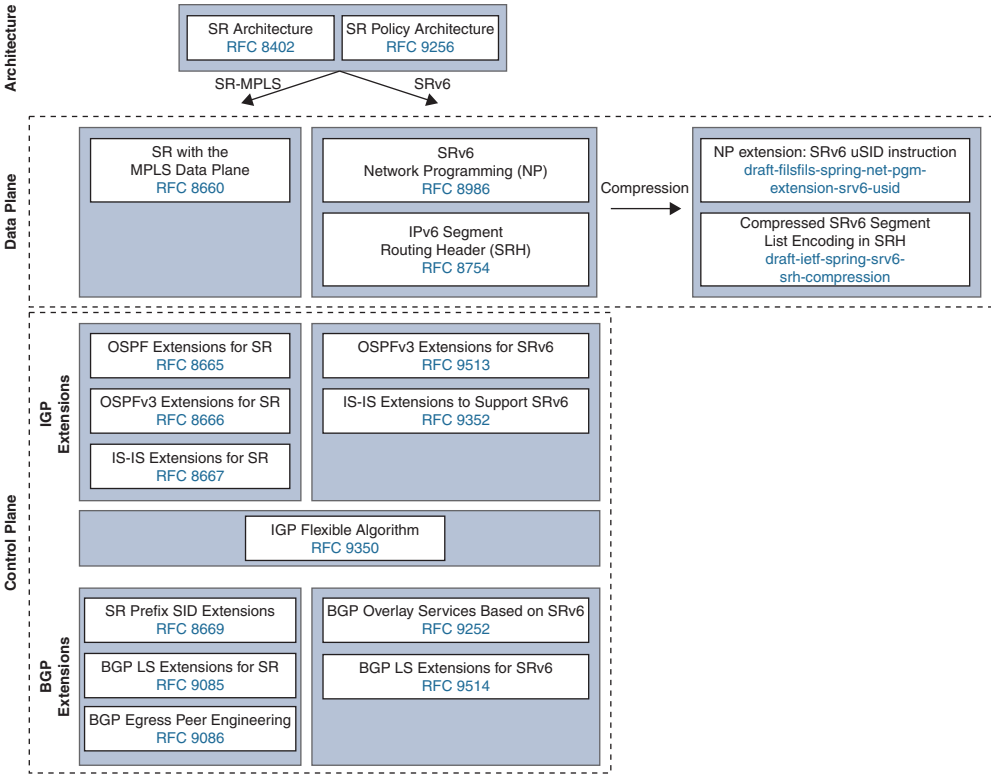 Architecture
SR Architecture
RFC 8402
SR Policy Architecture
RFC 9256
SR-MPLS
SRv6
Data Plane
SR with the
MPLS Data Plane
RFC 8660
SRv6
Network Programming (NP)
RFC 8986
IPv6 Segment
Routing Header (SRH)
RFC 8754
Compression
NP extension: SRv6 uSID instruction
draft-filsfils-spring-net-pgm-
extension-srv6-usid
Compressed SRv6 Segment
List Encoding in SRH
draft-ietf-spring-srv6-
srh-compression
Control Plane
IGP
Extensions
OSPF Extensions for SR
RFC 8665
OSPFv3 Extensions for SR
RFC 8666
IS-IS Extensions for SR
RFC 8667
OSPFv3 Extensions for SRv6
RFC 9513
IS-IS Extensions to Support SRv6
RFC 9352
IGP Flexible Algorithm
RFC 9350
BGP
Extensions
SR Prefix SID Extensions
RFC 8669
BGP LS Extensions for SR
RFC 9085
BGP Egress Peer Engineering
RFC 9086
BGP Overlay Services Based on SRv6
RFC 9252
BGP LS Extensions for SRv6
RFC 9514